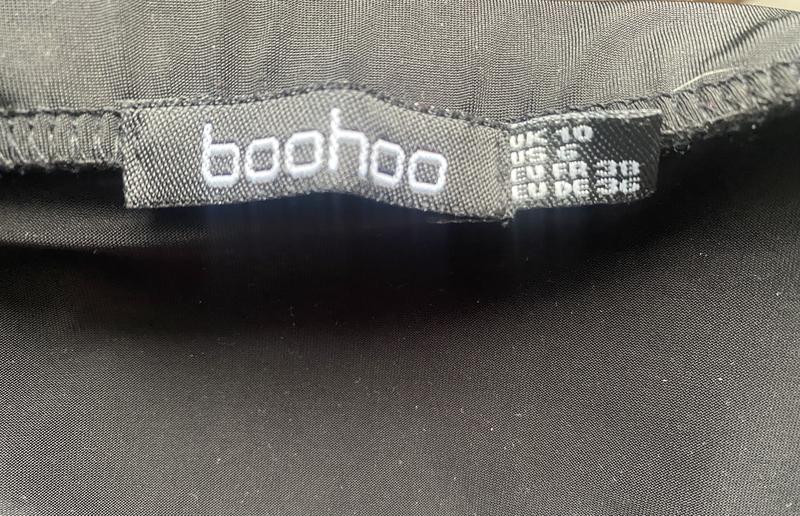 boohoo
UK 10
US 6
EU FR 38
EU DE 36